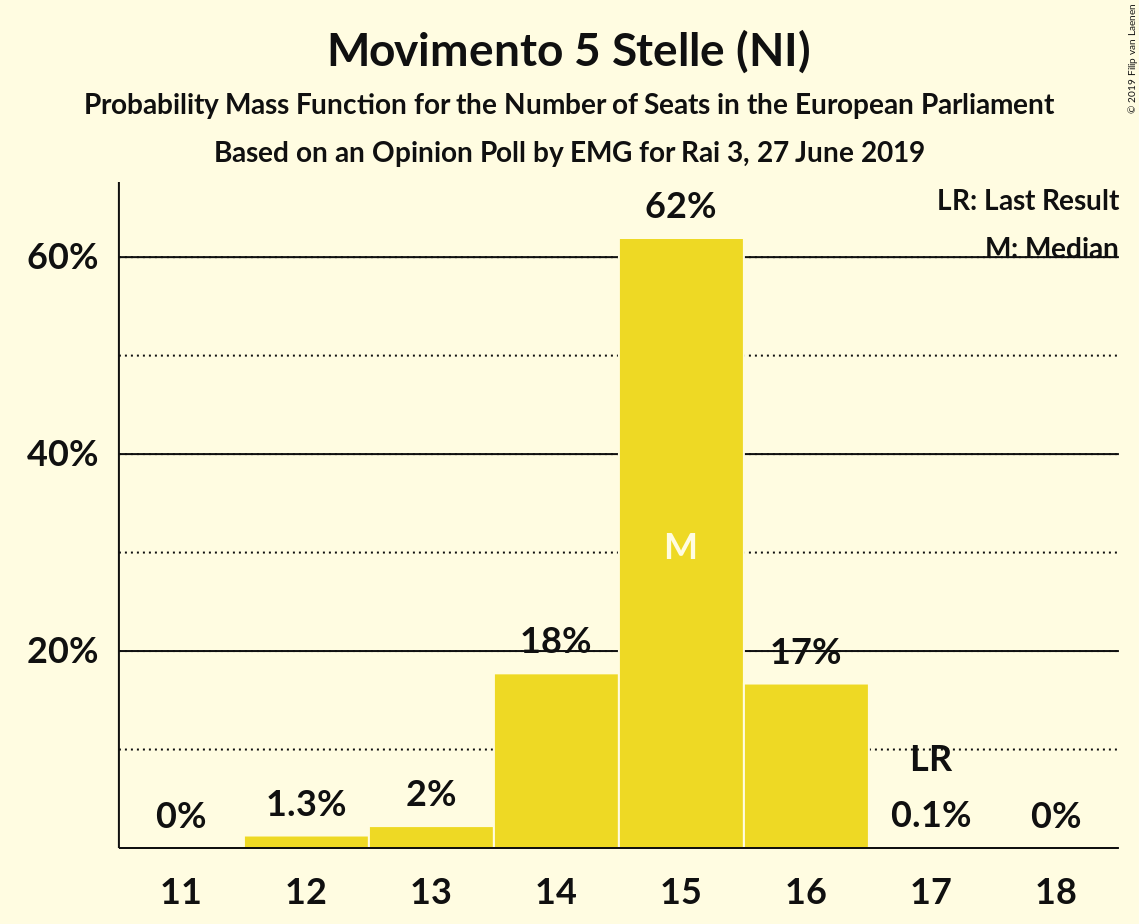 Movimento 5 Stelle (NI)
Probability Mass Function for the Number of Seats in the European Parliament
Based on an Opinion Poll by EMG for Rai 3, 27 June 2019
© 2019 Filip van Laenen
LR: Last Result
M: Median
62%
60%
40%
M
18%
17%
20%
LR
0%
1.3%
2%
0.1%
0%
11 12 13 14 15 16 17 18